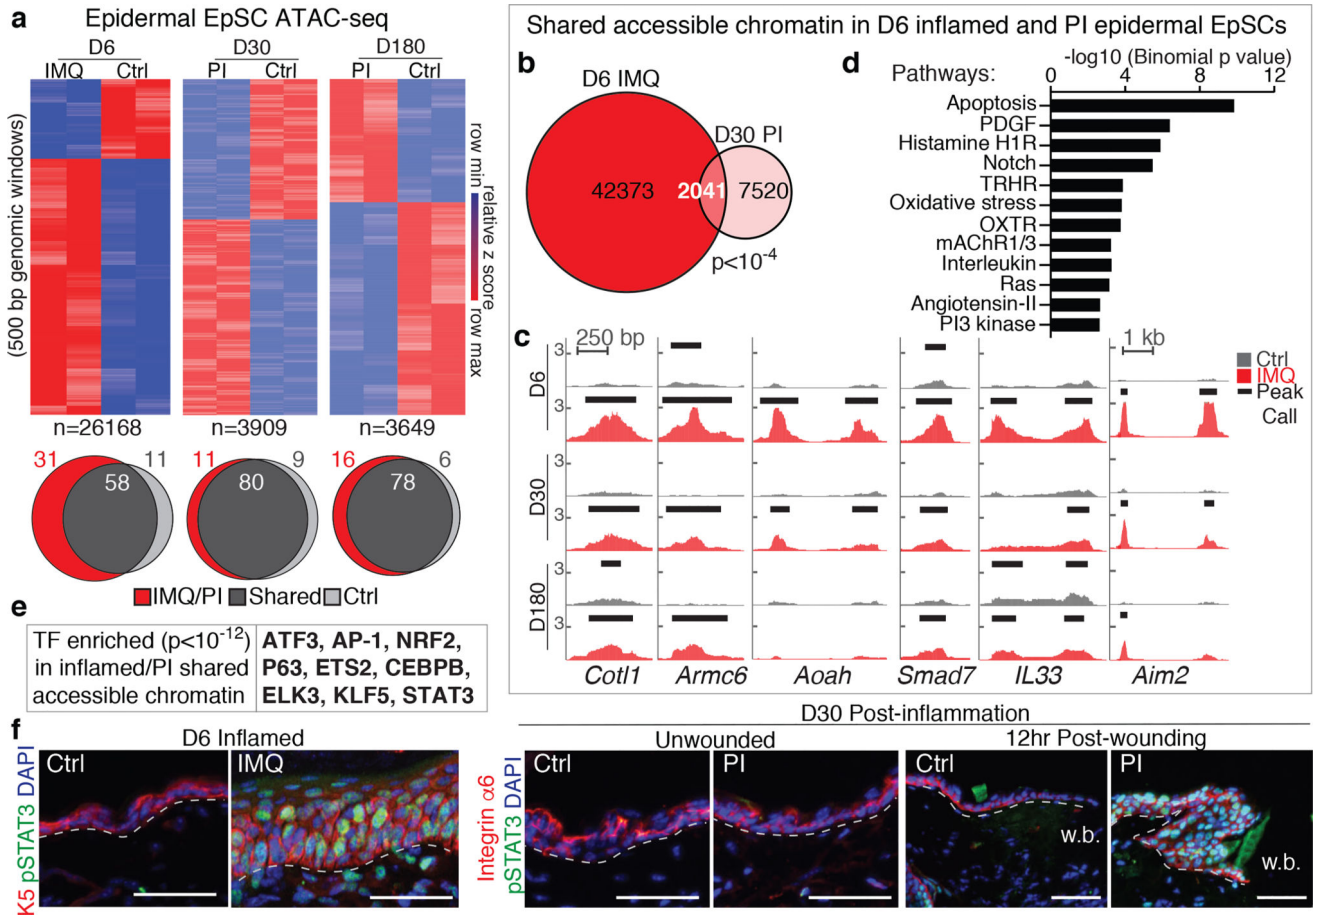 a
Epidermal EpSC ATAC-seq
D6
D30
D180
IMQ
Ctrl
PI
Ctrl
PI
Ctrl
(500 bp genomic windows)
row min
relative z score
row max
n=26168
n=3909
n=3649
31
11
58
11
9
80
16
6
78
IMQ/PI
Shared
Ctrl
Shared accessible chromatin in D6 inflamed and PI epidermal EpSCs
b
D6 IMQ
D30 PI
42373
2041
7520
p<10-4
d
-log10 (Binomial p value)
Pathways:
0
4
8
12
Apoptosis
PDGF
Histamine H1R
Notch
TRHR
Oxidative stress
OXTR
mAChR1/3
Interleukin
Ras
Angiotensin-II
PI3 kinase
c
250 bp
1 kb
Ctrl
IMQ
Peak
Call
D6
3
3
D30
3
3
D180
3
3
Cotl1
Armc6
Aoah
Smad7
IL33
Aim2
e
TF enriched (p<10-12)
in inflamed/PI shared
accessible chromatin
ATF3, AP-1, NRF2,
P63, ETS2, CEBPB,
ELK3, KLF5, STAT3
f
D6 Inflamed
K5 pSTAT3 DAPI
Ctrl
IMQ
D30 Post-inflammation
Unwounded
12hr Post-wounding
Integrin α6
pSTAT3 DAPI
Ctrl
PI
Ctrl
w.b.
PI
w.b.